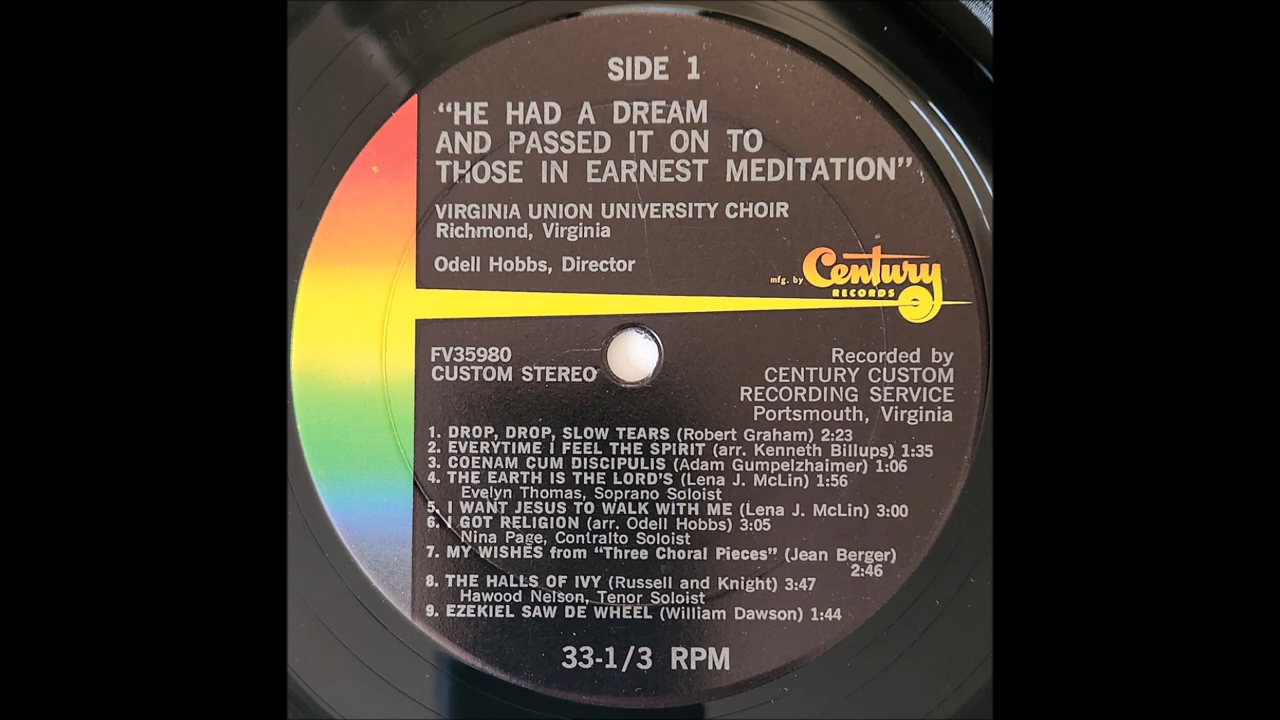 SIDE 1
“HE HAD A DREAM
AND PASSED IT ON TO
THOSE IN EARNEST MEDITATION”
VIRGINIA UNION UNIVERSITY CHOIR
Richmond, Virginia
Odell Hobbs, Director
mfg. by Century
RECORDS
FV35980
CUSTOM STEREO
Recorded by
CENTURY CUSTOM
RECORDING SERVICE
Portsmouth, Virginia
1. DROP, DROP, SLOW TEARS (Robert Graham) 2:23
2. EVERYTIME I FEEL THE SPIRIT (arr. Kenneth Billups) 1:35
3. COENAM CUM DISCIPULIS (Adam Gumpelzhaimer) 1:06
4. THE EARTH IS THE LORD'S (Lena J. McLin) 1:56
Evelyn Thomas, Soprano Soloist
5. I WANT JESUS TO WALK WITH ME (Lena J. McLin) 3:00
6. I GOT RELIGION (arr. Odell Hobbs) 3:05
Nina Page, Contralto Soloist
7. MY WISHES from “Three Choral Pieces” (Jean Berger)
2:46
8. THE HALLS OF IVY (Russell and Knight) 3:47
Hawood Nelson, Tenor Soloist
9. EZEKIEL SAW DE WHEEL (William Dawson) 1:44
33-1/3 RPM